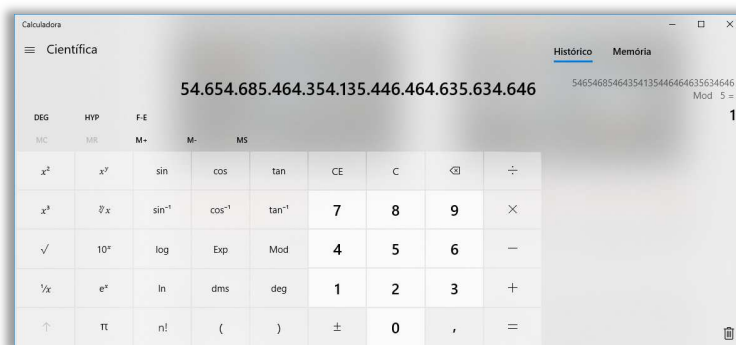 Calculadora
Científica
54.654.685.464.354.135.446.464.635.634.646
DEG HYP F-E
MC MR M+ M- MS
x² xʸ sin cos tan CE C ÷
x³ ʸ√x sin⁻¹ cos⁻¹ tan⁻¹ 7 8 9 ×
√ 10ˣ log Exp Mod 4 5 6 −
¹/x eˣ ln dms deg 1 2 3 +
↑ π n! ( ) ± 0 , =
Histórico Memória
54654685464354135446464635634646
Mod 5 =
1